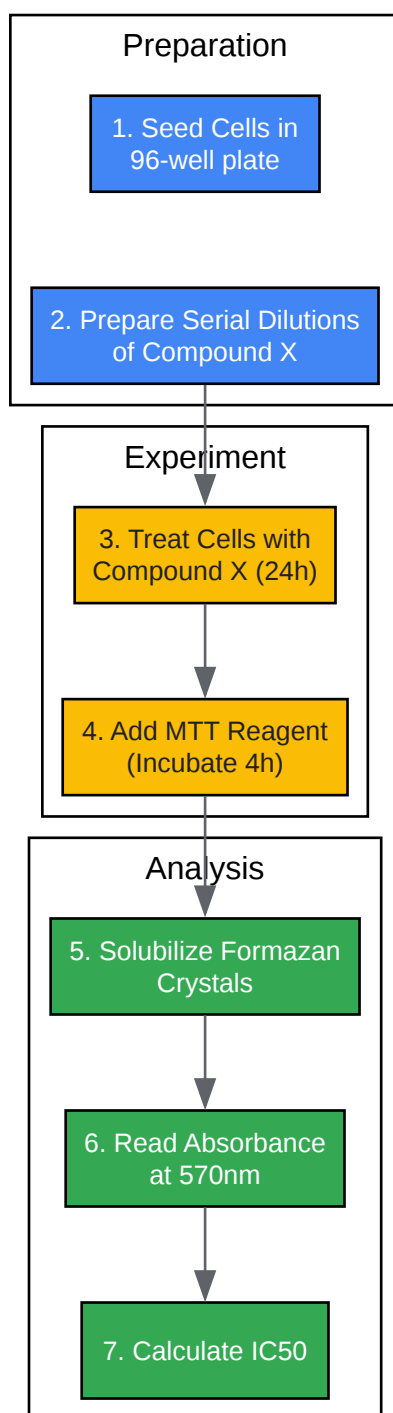 Preparation
1. Seed Cells in
96-well plate
2. Prepare Serial Dilutions
of Compound X
Experiment
3. Treat Cells with
Compound X (24h)
4. Add MTT Reagent
(Incubate 4h)
Analysis
5. Solubilize Formazan
Crystals
6. Read Absorbance
at 570nm
7. Calculate IC50